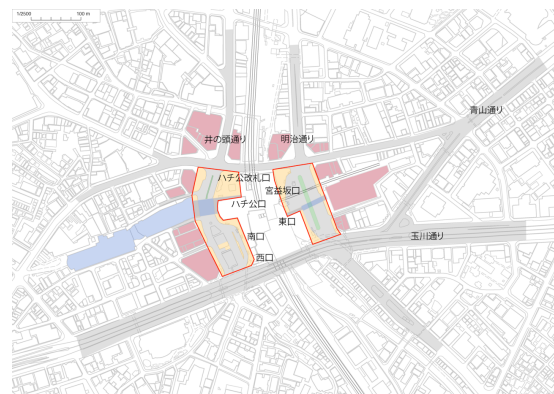 1/2500
100 m
青山通り
井の頭通り
明治通り
ハチ公改札口
宮益坂口
ハチ公口
東口
南口
玉川通り
西口